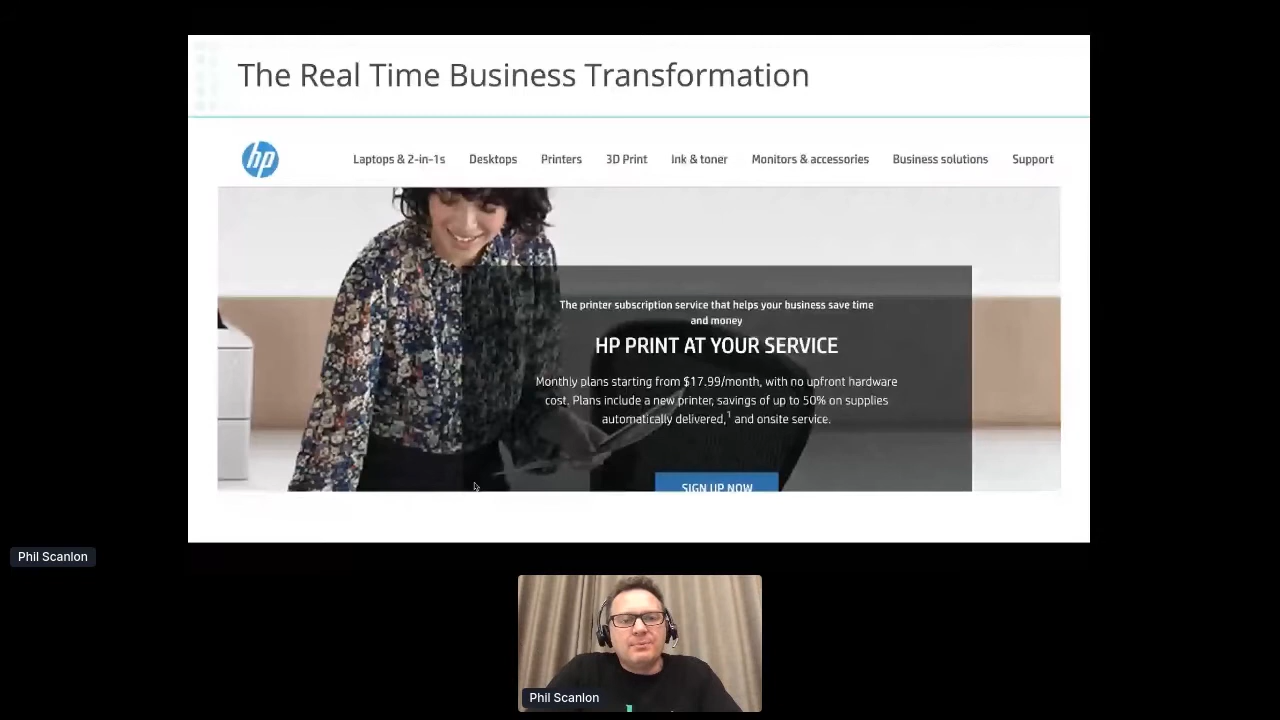 The Real Time Business Transformation
hp
Laptops & 2-in-1s Desktops Printers 3D Print Ink & toner Monitors & accessories Business solutions Support
The printer subscription service that helps your business save time
and money
HP PRINT AT YOUR SERVICE
Monthly plans starting from $17.99/month, with no upfront hardware
cost. Plans include a new printer, savings of up to 50% on supplies
automatically delivered,¹ and onsite service.
SIGN UP NOW
Phil Scanlon
Phil Scanlon